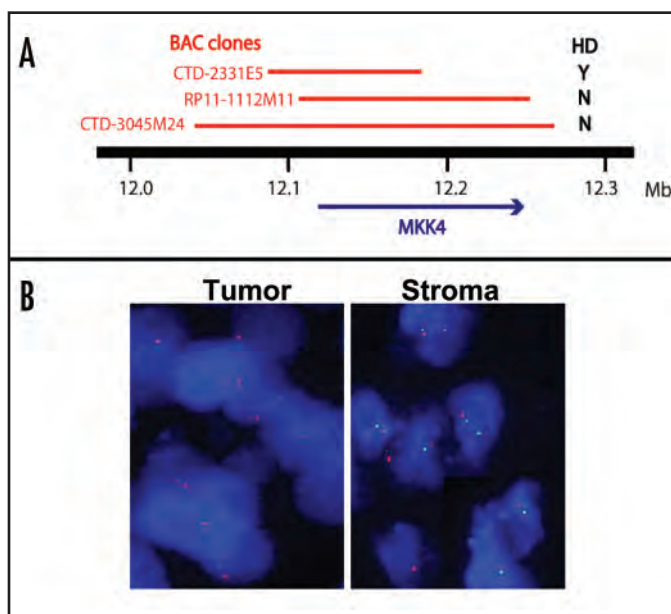 A
BAC clones HD
CTD-2331E5 Y
RP11-1112M11 N
CTD-3045M24 N
12.0 12.1 12.2 12.3 Mb
MKK4
B
Tumor Stroma